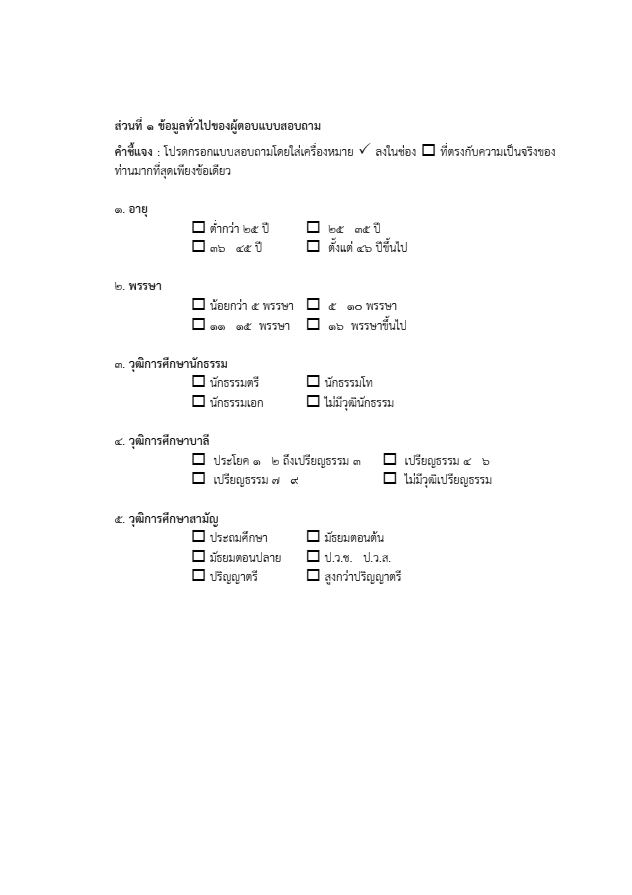 ส่วนที่ ๑ ข้อมูลทั่วไปของผู้ตอบแบบสอบถาม
คำชี้แจง : โปรดกรอกแบบสอบถามโดยใส่เครื่องหมาย ✓ ลงในช่อง ☐ ที่ตรงกับความเป็นจริงของ
ท่านมากที่สุดเพียงข้อเดียว
๑. อายุ
☐ ต่ำกว่า ๒๕ ปี ☐ ๒๕ ๓๕ ปี
☐ ๓๖ ๔๕ ปี ☐ ตั้งแต่ ๔๖ ปีขึ้นไป
๒. พรรษา
☐ น้อยกว่า ๕ พรรษา ☐ ๕ ๑๐ พรรษา
☐ ๑๑ ๑๕ พรรษา ☐ ๑๖ พรรษาขึ้นไป
๓. วุฒิการศึกษานักธรรม
☐ นักธรรมตรี ☐ นักธรรมโท
☐ นักธรรมเอก ☐ ไม่มีวุฒินักธรรม
๔. วุฒิการศึกษาบาลี
☐ ประโยค ๑ ๒ ถึงเปรียญธรรม ๓ ☐ เปรียญธรรม ๔ ๖
☐ เปรียญธรรม ๗ ๙ ☐ ไม่มีวุฒิเปรียญธรรม
๕. วุฒิการศึกษาสามัญ
☐ ประถมศึกษา ☐ มัธยมตอนต้น
☐ มัธยมตอนปลาย ☐ ป.ว.ช. ป.ว.ส.
☐ ปริญญาตรี ☐ สูงกว่าปริญญาตรี